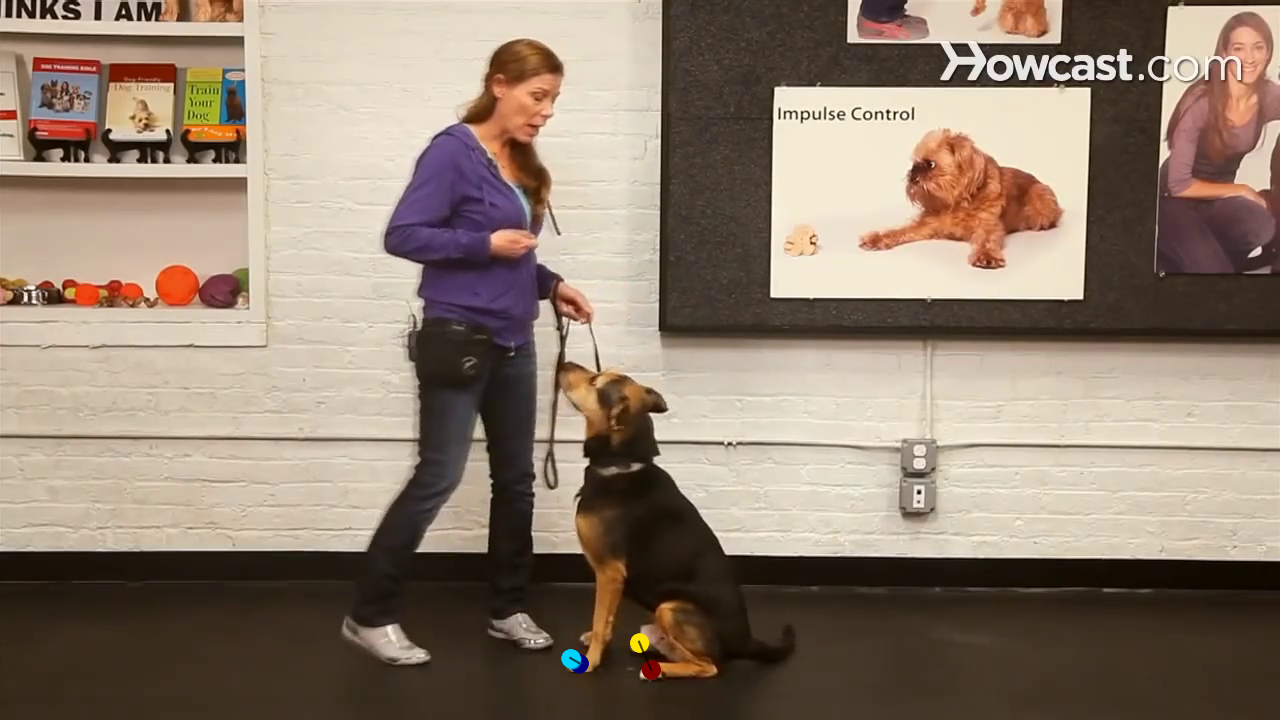 INKS I AM
Howcast.com
DOG TRAINING BIBLE
Dog-Friendly
Dog Training
Train
Your
Dog
Impulse Control